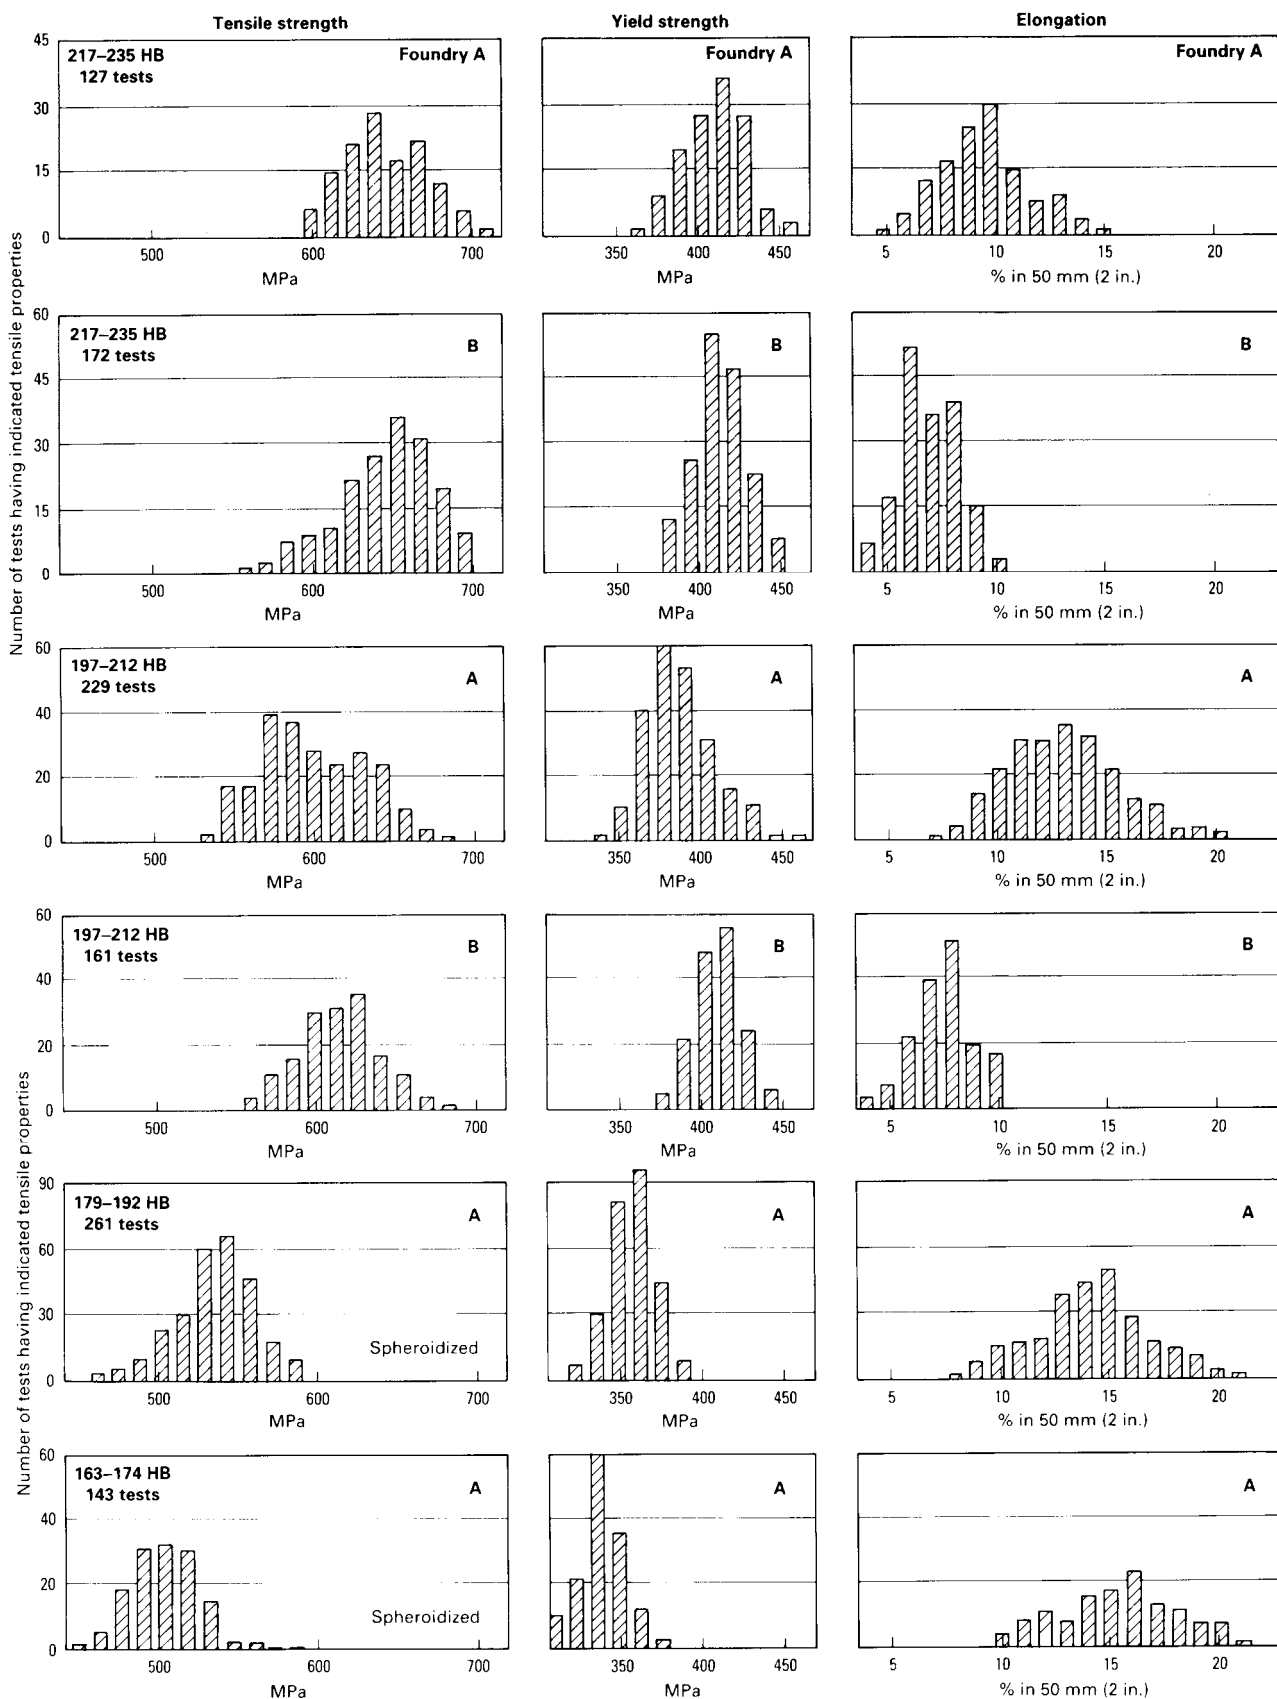 Tensile strength Yield strength Elongation
45 217–235 HB Foundry A Foundry A Foundry A
127 tests
30
15
0
500 600 700 350 400 450 5 10 15 20
MPa MPa % in 50 mm (2 in.)
Number of tests having indicated tensile properties
60 217–235 HB B B B
172 tests
45
30
15
0
500 600 700 350 400 450 5 10 15 20
MPa MPa % in 50 mm (2 in.)
60 197–212 HB A A A
229 tests
40
20
0
500 600 700 350 400 450 5 10 15 20
MPa MPa % in 50 mm (2 in.)
60 197–212 HB B B B
161 tests
40
20
0
500 600 700 350 400 450 5 10 15 20
MPa MPa % in 50 mm (2 in.)
Number of tests having indicated tensile properties
90 179–192 HB A A A
261 tests
60
30
Spheroidized
0
500 600 700 350 400 450 5 10 15 20
MPa MPa % in 50 mm (2 in.)
60 163–174 HB A A A
143 tests
40
20
Spheroidized
0
500 600 700 350 400 450 5 10 15 20
MPa MPa % in 50 mm (2 in.)